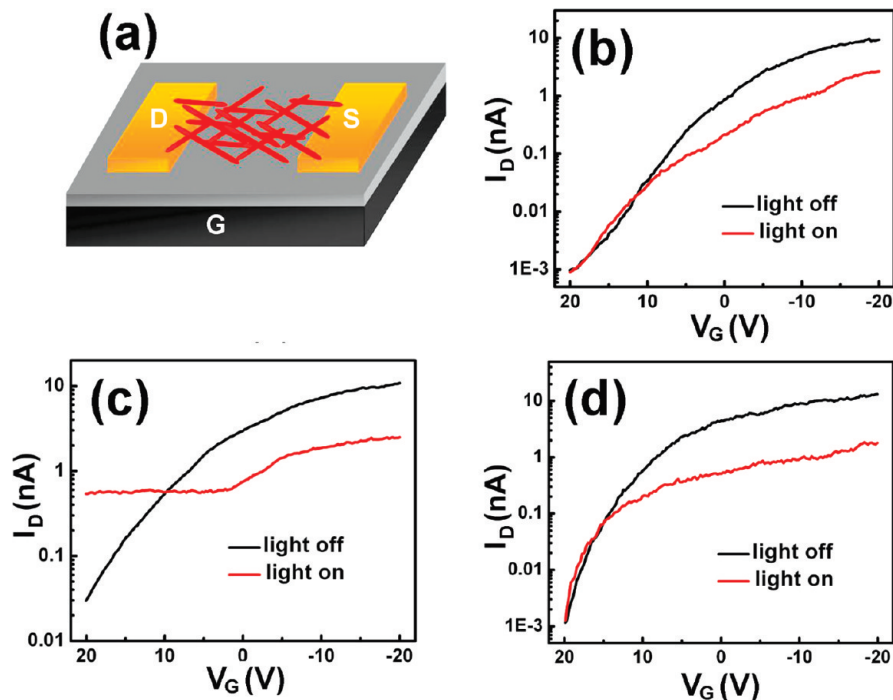 (a)
D
S
G
(b)
I_D (nA)
10
1
0.1
0.01
1E-3
light off
light on
20 10 0 -10 -20
V_G (V)
(c)
I_D (nA)
10
1
0.1
0.01
light off
light on
20 10 0 -10 -20
V_G (V)
(d)
I_D (nA)
10
1
0.1
0.01
1E-3
light off
light on
20 10 0 -10 -20
V_G (V)